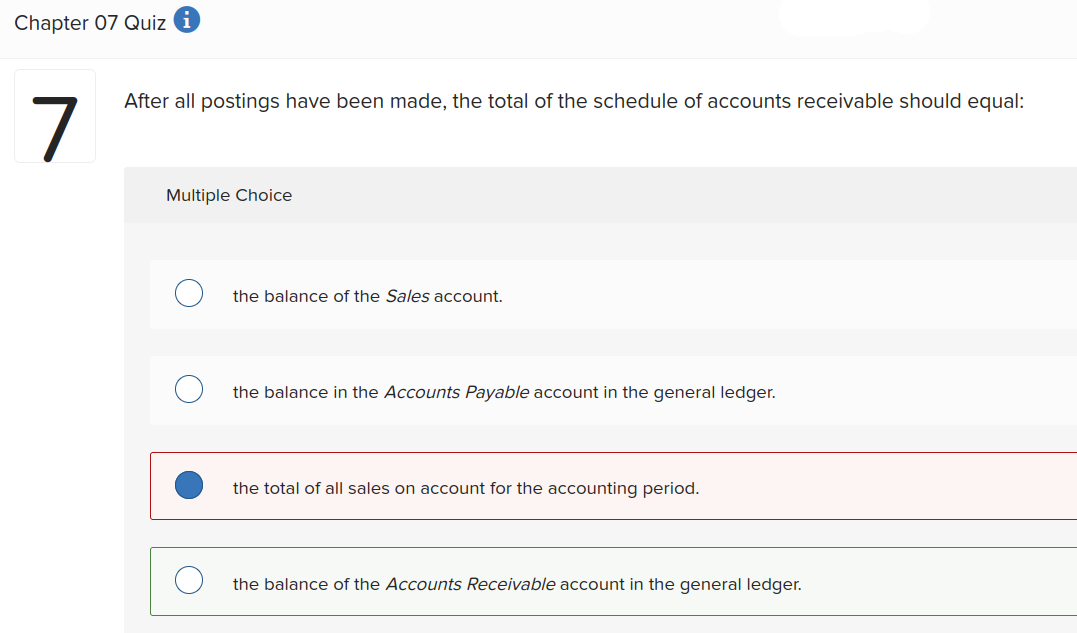 Chapter 07 Quiz i
7
After all postings have been made, the total of the schedule of accounts receivable should equal:
Multiple Choice
the balance of the Sales account.
the balance in the Accounts Payable account in the general ledger.
the total of all sales on account for the accounting period.
the balance of the Accounts Receivable account in the general ledger.